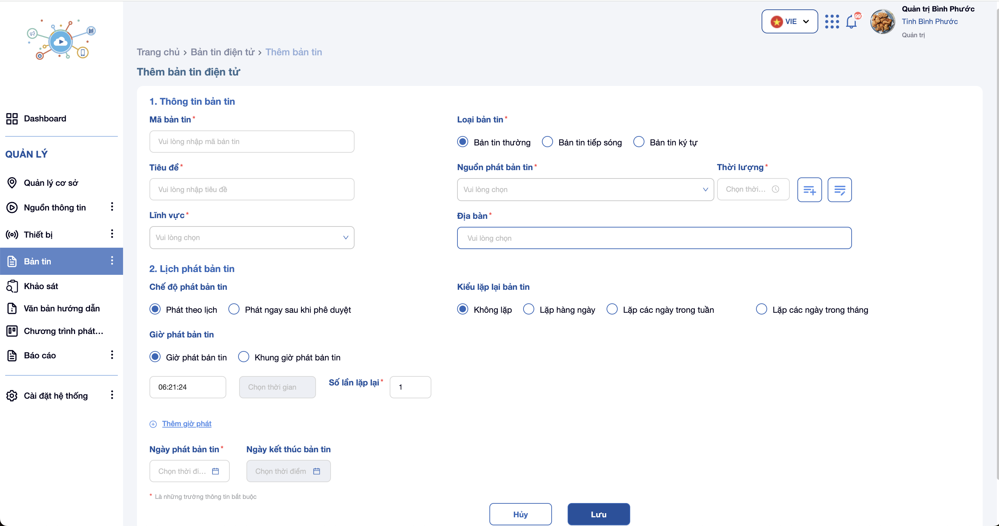 VIE
99
Quản trị Bình Phước
Tỉnh Bình Phước
Quản trị
Trang chủ > Bản tin điện tử > Thêm bản tin
Thêm bản tin điện tử
Dashboard
QUẢN LÝ
Quản lý cơ sở
Nguồn thông tin
Thiết bị
Bản tin
Khảo sát
Văn bản hướng dẫn
Chương trình phát...
Báo cáo
Cài đặt hệ thống
1. Thông tin bản tin
Mã bản tin*
Vui lòng nhập mã bản tin
Loại bản tin*
Bản tin thường
Bản tin tiếp sóng
Bản tin ký tự
Tiêu đề*
Vui lòng nhập tiêu đề
Nguồn phát bản tin*
Vui lòng chọn
Thời lượng*
Chọn thời...
Lĩnh vực*
Vui lòng chọn
Địa bàn*
Vui lòng chọn
2. Lịch phát bản tin
Chế độ phát bản tin
Phát theo lịch
Phát ngay sau khi phê duyệt
Kiểu lặp lại bản tin
Không lặp
Lặp hàng ngày
Lặp các ngày trong tuần
Lặp các ngày trong tháng
Giờ phát bản tin
Giờ phát bản tin
Khung giờ phát bản tin
06:21:24
Chọn thời gian
Số lần lặp lại*
1
Thêm giờ phát
Ngày phát bản tin*
Chọn thời đi...
Ngày kết thúc bản tin
Chọn thời điểm
* Là những trường thông tin bắt buộc
Hủy
Lưu